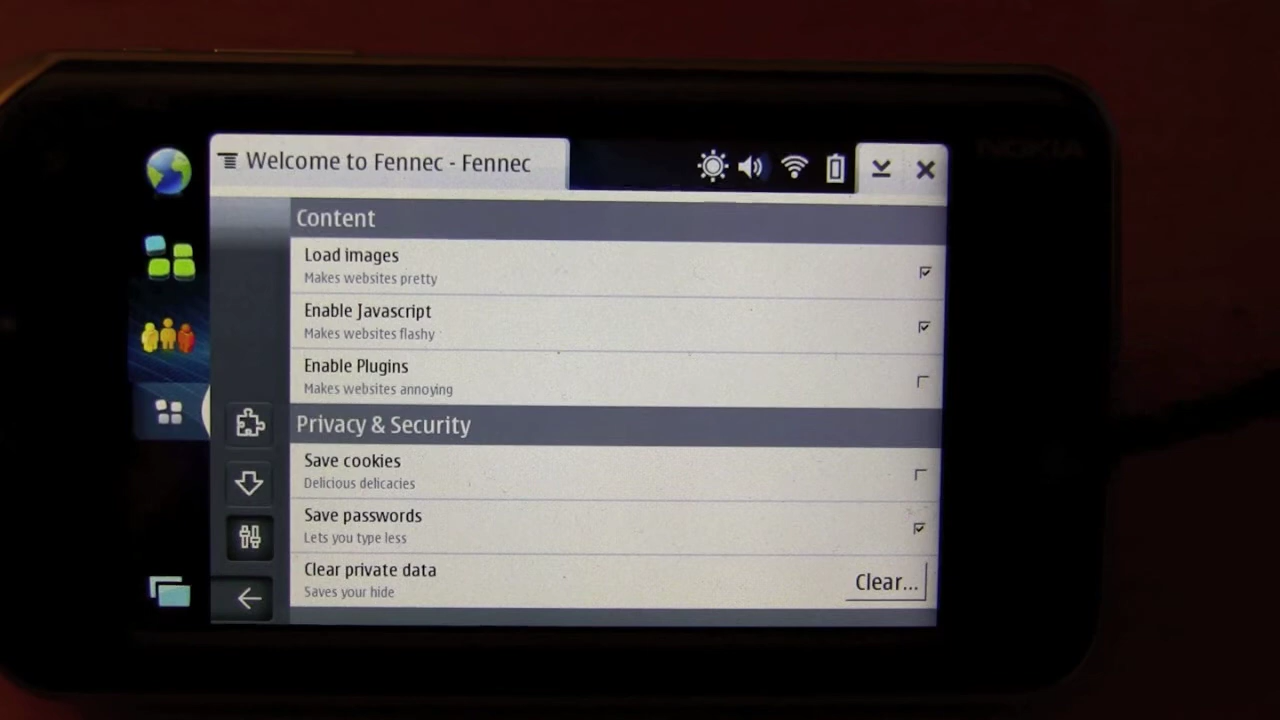 NOKIA
Welcome to Fennec - Fennec
Content
Load images
Makes websites pretty
Enable Javascript
Makes websites flashy
Enable Plugins
Makes websites annoying
Privacy & Security
Save cookies
Delicious delicacies
Save passwords
Lets you type less
Clear private data
Saves your hide
Clear...